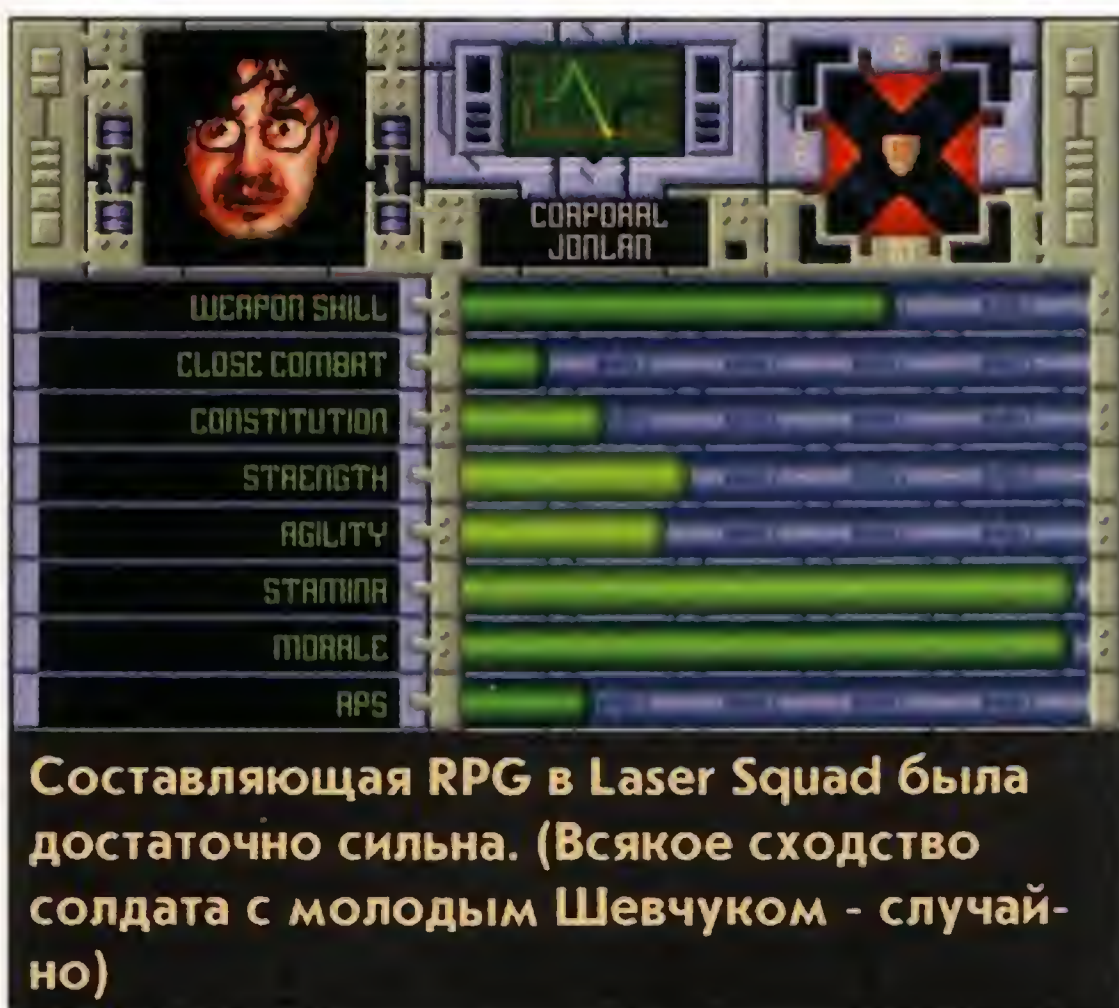 CORPORAL
JONLAN
WEAPON SKILL
CLOSE COMBAT
CONSTITUTION
STRENGTH
AGILITY
STAMINA
MORALE
APS
Составляющая RPG в Laser Squad была
достаточно сильна. (Всякое сходство
солдата с молодым Шевчуком - случай-
но)